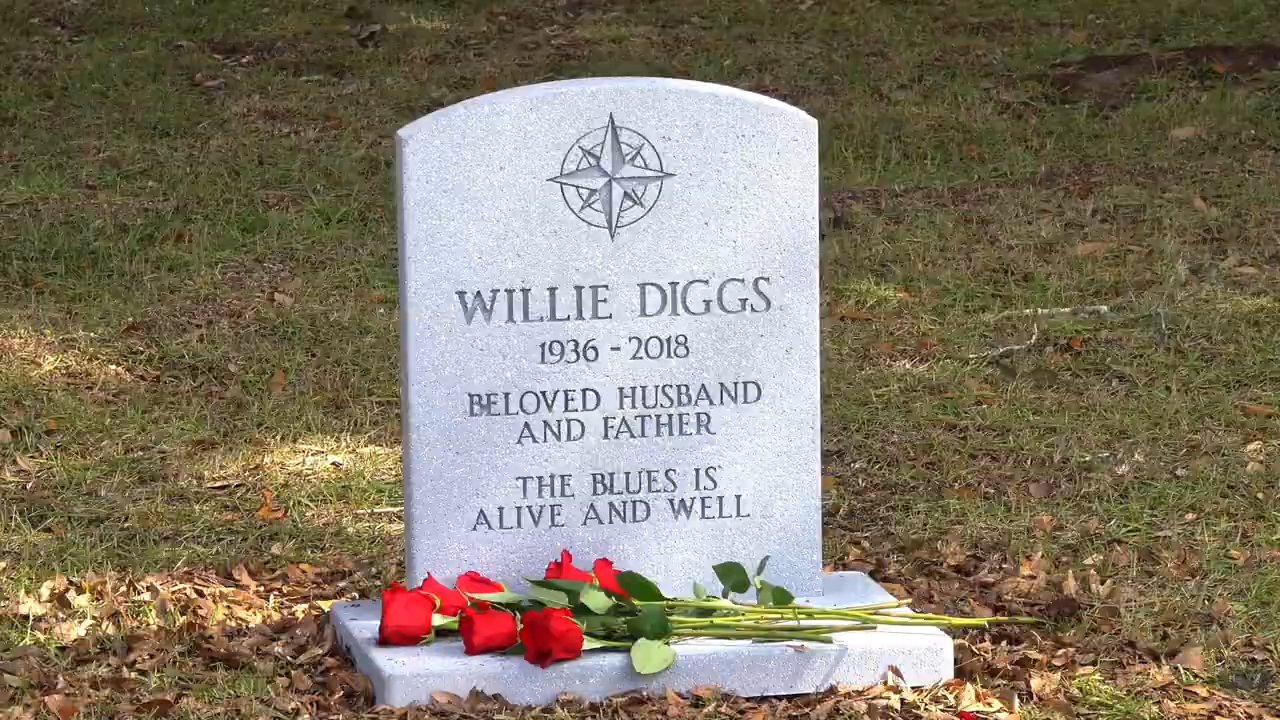 WILLIE DIGGS
1936 - 2018
BELOVED HUSBAND
AND FATHER
THE BLUES IS
ALIVE AND WELL